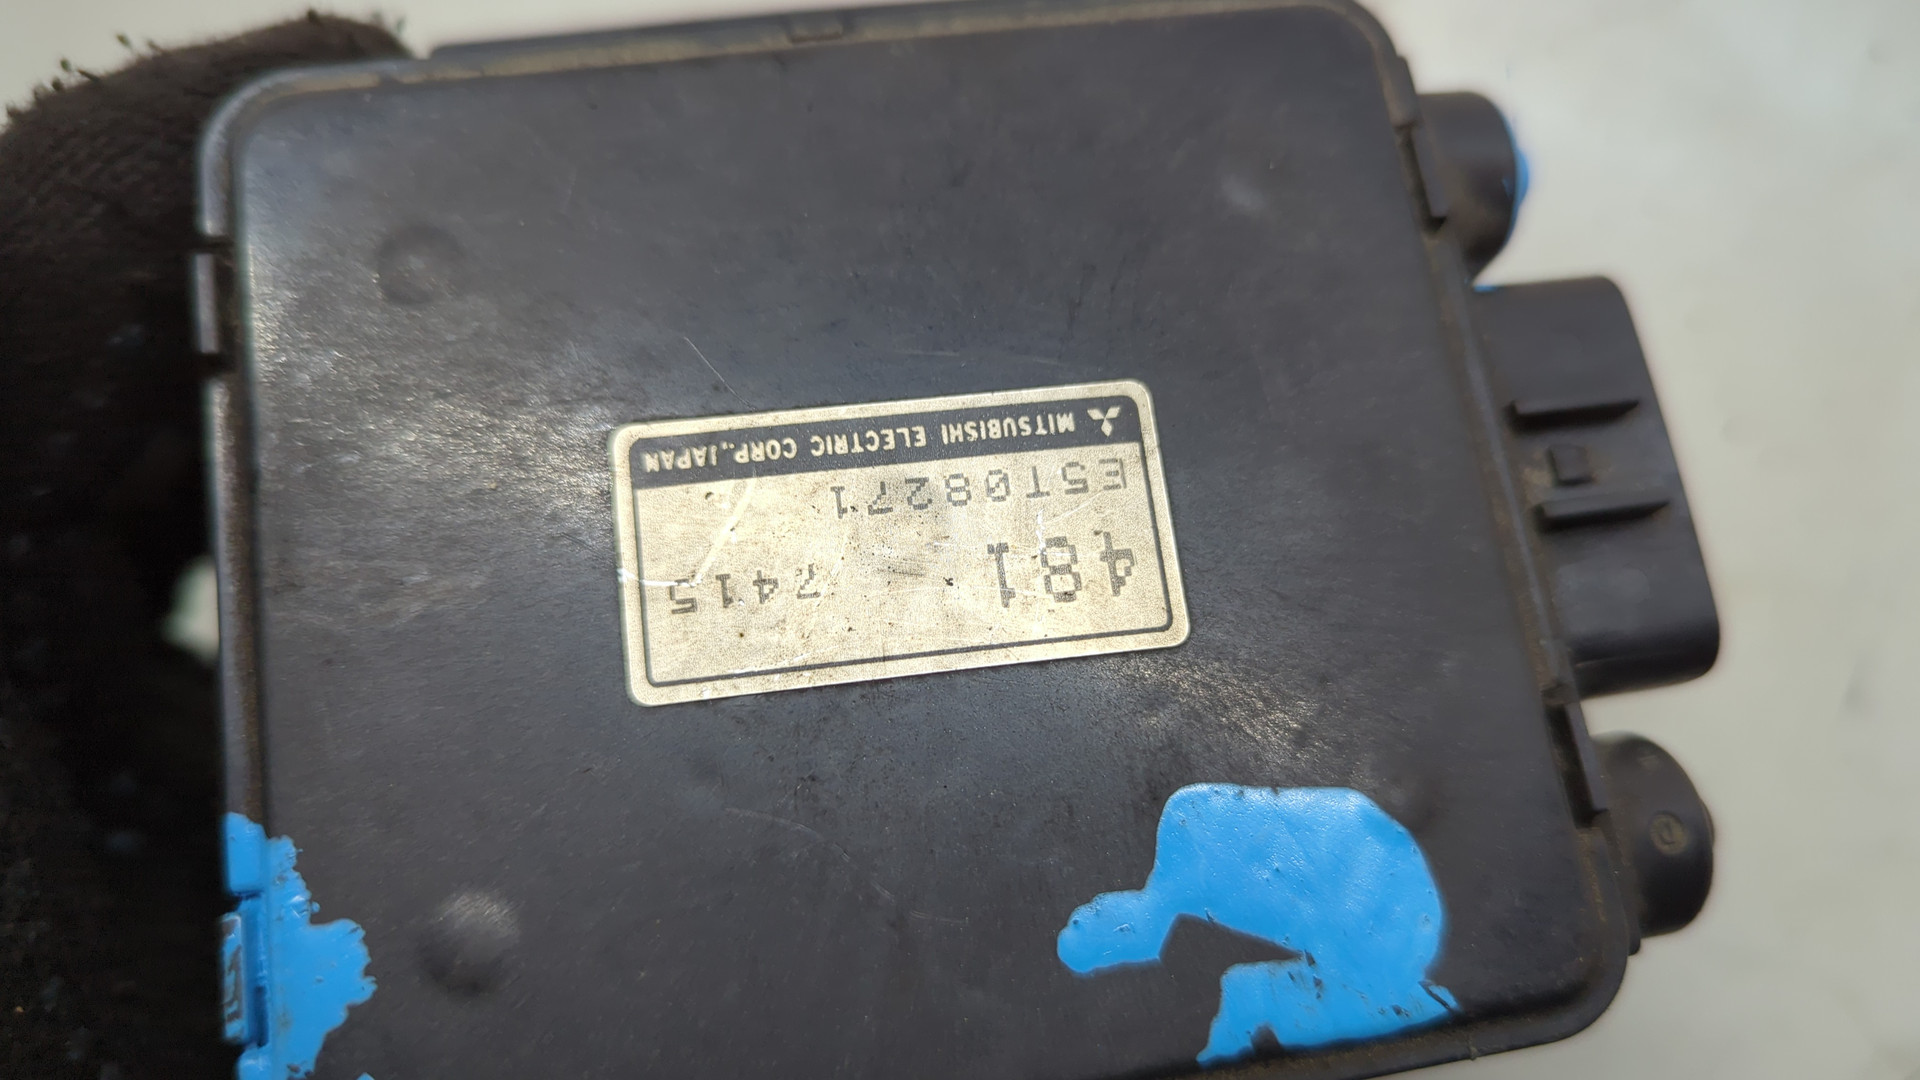 MITSUBISHI ELECTRIC CORP., JAPAN
E5T08271
481 7415